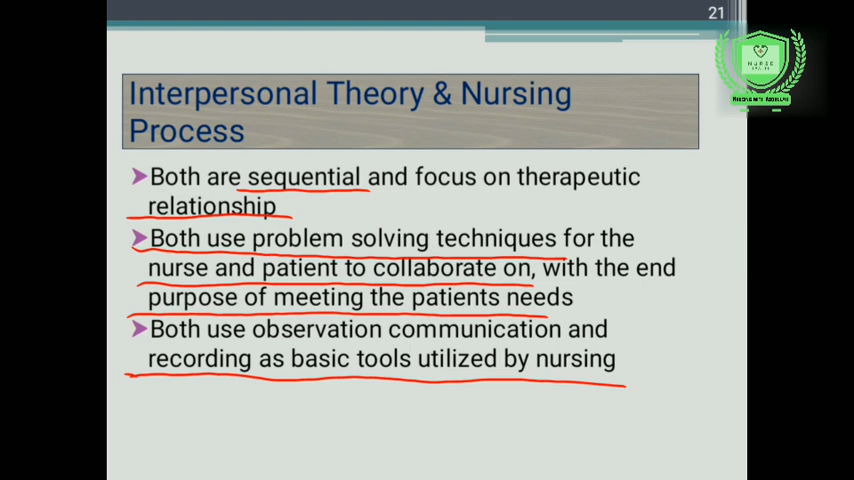 21
NURSE
Interpersonal Theory & Nursing
Process
➤Both are sequential and focus on therapeutic
relationship
➤Both use problem solving techniques for the
nurse and patient to collaborate on, with the end
purpose of meeting the patients needs
➤Both use observation communication and
recording as basic tools utilized by nursing